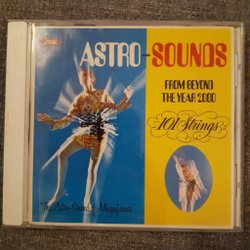 ASTRO-SOUNDS
FROM BEYOND
THE YEAR 2000
101 Strings